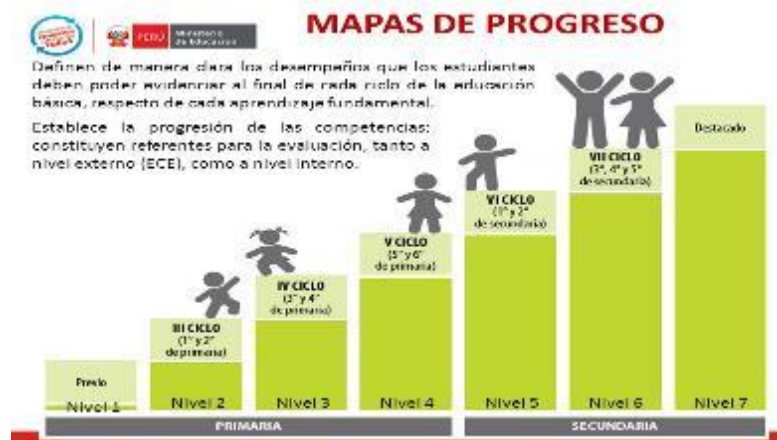 PERÚ
Ministerio
de Educación
MAPAS DE PROGRESO
Definen de manera clara los desempeños que los estudiantes
deben poder evidenciar al final de cada ciclo de la educación
básica, respecto de cada aprendizaje fundamental.
Establece la progresión de las competencias;
constituyen referentes para la evaluación, tanto a
nivel externo (ECE), como a nivel interno.
Previo
Nivel 1
III CICLO
(1° y 2°
de primaria)
Nivel 2
IV CICLO
(3° y 4°
de primaria)
Nivel 3
V CICLO
(5° y 6°
de primaria)
Nivel 4
VI CICLO
(1° y 2°
de secundaria)
Nivel 5
VII CICLO
(3°, 4° y 5°
de secundaria)
Nivel 6
Destacado
Nivel 7
PRIMARIA
SECUNDARIA